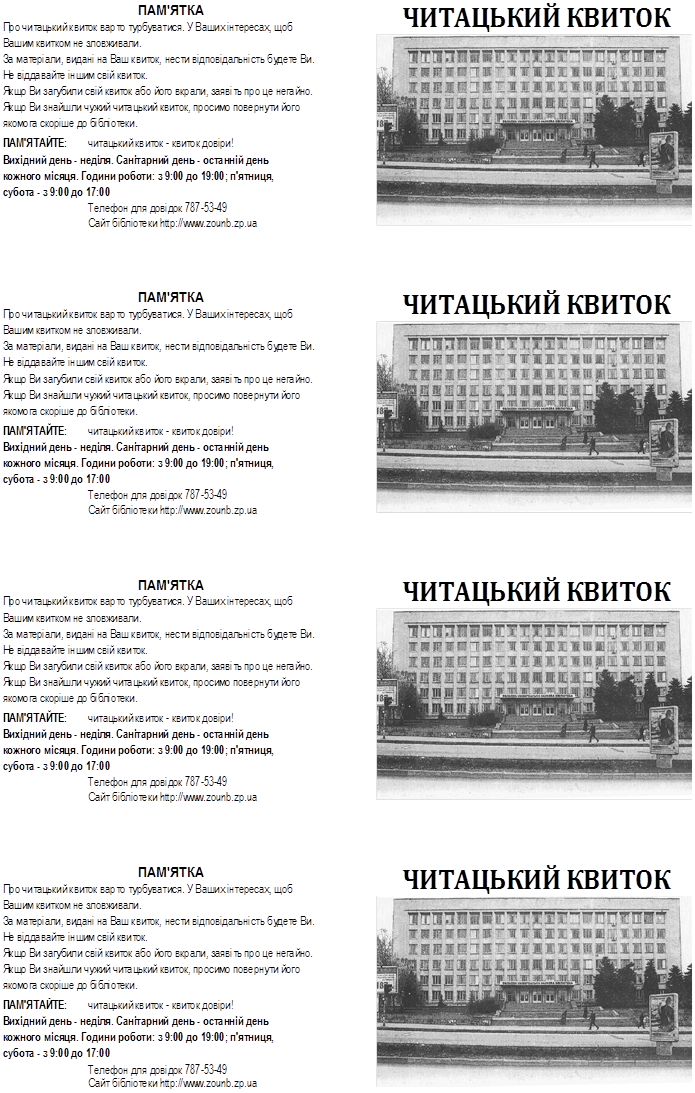 ПАМ'ЯТКА
Про читацький квиток варто турбуватися. У Ваших інтересах, щоб
Вашим квитком не зловживали.
За матеріали, видані на Ваш квиток, нести відповідальність будете Ви.
Не віддавайте іншим свій квиток.
Якщо Ви загубили свій квиток або його вкрали, заявіть про це негайно.
Якщо Ви знайшли чужий читацький квиток, просимо повернути його
якомога скоріше до бібліотеки.
ПАМ'ЯТАЙТЕ: читацький квиток - квиток довіри!
Вихідний день - неділя. Санітарний день - останній день
кожного місяця. Години роботи: з 9:00 до 19:00; п'ятниця,
субота - з 9:00 до 17:00
Телефон для довідок 787-53-49
Сайт бібліотеки http://www.zounb.zp.ua
ЧИТАЦЬКИЙ КВИТОК
ПАМ'ЯТКА
Про читацький квиток варто турбуватися. У Ваших інтересах, щоб
Вашим квитком не зловживали.
За матеріали, видані на Ваш квиток, нести відповідальність будете Ви.
Не віддавайте іншим свій квиток.
Якщо Ви загубили свій квиток або його вкрали, заявіть про це негайно.
Якщо Ви знайшли чужий читацький квиток, просимо повернути його
якомога скоріше до бібліотеки.
ПАМ'ЯТАЙТЕ: читацький квиток - квиток довіри!
Вихідний день - неділя. Санітарний день - останній день
кожного місяця. Години роботи: з 9:00 до 19:00; п'ятниця,
субота - з 9:00 до 17:00
Телефон для довідок 787-53-49
Сайт бібліотеки http://www.zounb.zp.ua
ЧИТАЦЬКИЙ КВИТОК
ПАМ'ЯТКА
Про читацький квиток варто турбуватися. У Ваших інтересах, щоб
Вашим квитком не зловживали.
За матеріали, видані на Ваш квиток, нести відповідальність будете Ви.
Не віддавайте іншим свій квиток.
Якщо Ви загубили свій квиток або його вкрали, заявіть про це негайно.
Якщо Ви знайшли чужий читацький квиток, просимо повернути його
якомога скоріше до бібліотеки.
ПАМ'ЯТАЙТЕ: читацький квиток - квиток довіри!
Вихідний день - неділя. Санітарний день - останній день
кожного місяця. Години роботи: з 9:00 до 19:00; п'ятниця,
субота - з 9:00 до 17:00
Телефон для довідок 787-53-49
Сайт бібліотеки http://www.zounb.zp.ua
ЧИТАЦЬКИЙ КВИТОК
ПАМ'ЯТКА
Про читацький квиток варто турбуватися. У Ваших інтересах, щоб
Вашим квитком не зловживали.
За матеріали, видані на Ваш квиток, нести відповідальність будете Ви.
Не віддавайте іншим свій квиток.
Якщо Ви загубили свій квиток або його вкрали, заявіть про це негайно.
Якщо Ви знайшли чужий читацький квиток, просимо повернути його
якомога скоріше до бібліотеки.
ПАМ'ЯТАЙТЕ: читацький квиток - квиток довіри!
Вихідний день - неділя. Санітарний день - останній день
кожного місяця. Години роботи: з 9:00 до 19:00; п'ятниця,
субота - з 9:00 до 17:00
Телефон для довідок 787-53-49
Сайт бібліотеки http://www.zounb.zp.ua
ЧИТАЦЬКИЙ КВИТОК